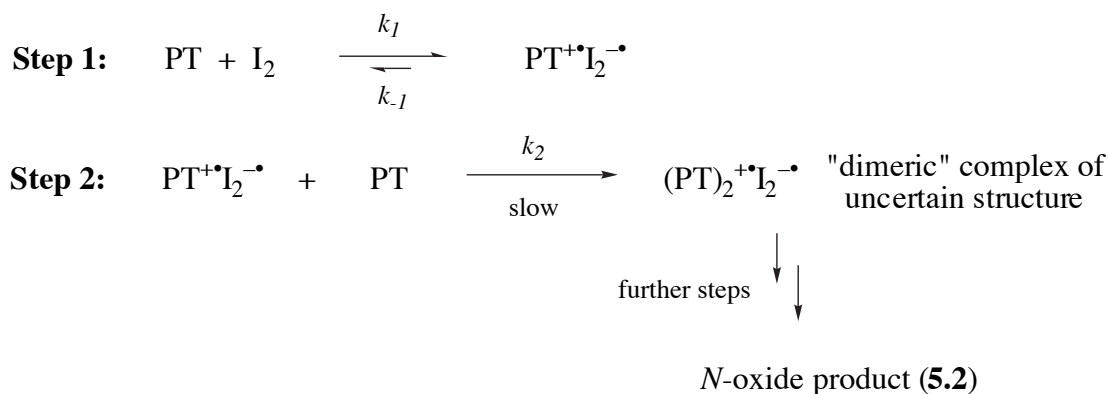 k₁
Step 1: PT + I₂ PT⁺•I₂⁻•
k₋₁
k₂
Step 2: PT⁺•I₂⁻• + PT (PT)₂⁺•I₂⁻• "dimeric" complex of
slow uncertain structure
further steps
N-oxide product (5.2)